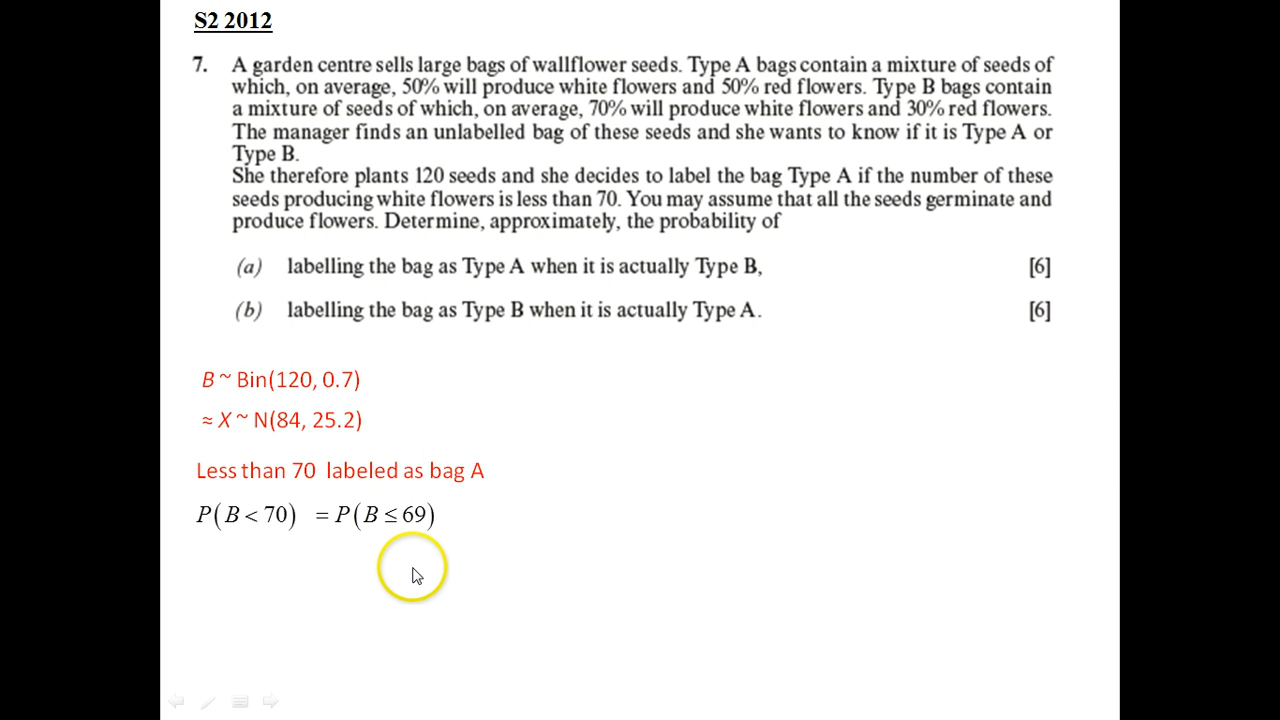 S2 2012
7. A garden centre sells large bags of wallflower seeds. Type A bags contain a mixture of seeds of
which, on average, 50% will produce white flowers and 50% red flowers. Type B bags contain
a mixture of seeds of which, on average, 70% will produce white flowers and 30% red flowers.
The manager finds an unlabelled bag of these seeds and she wants to know if it is Type A or
Type B.
She therefore plants 120 seeds and she decides to label the bag Type A if the number of these
seeds producing white flowers is less than 70. You may assume that all the seeds germinate and
produce flowers. Determine, approximately, the probability of
(a) labelling the bag as Type A when it is actually Type B, [6]
(b) labelling the bag as Type B when it is actually Type A. [6]
B ~ Bin(120, 0.7)
≈ X ~ N(84, 25.2)
Less than 70 labeled as bag A
P(B < 70) = P(B ≤ 69)